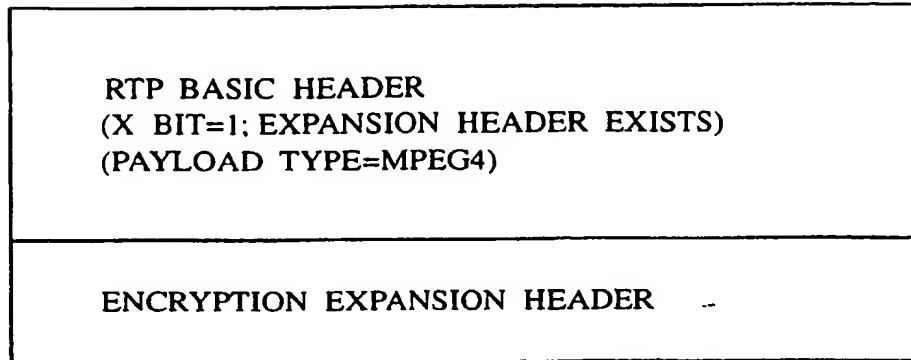 RTP BASIC HEADER
(X BIT=1; EXPANSION HEADER EXISTS)
(PAYLOAD TYPE=MPEG4)
ENCRYPTION EXPANSION HEADER